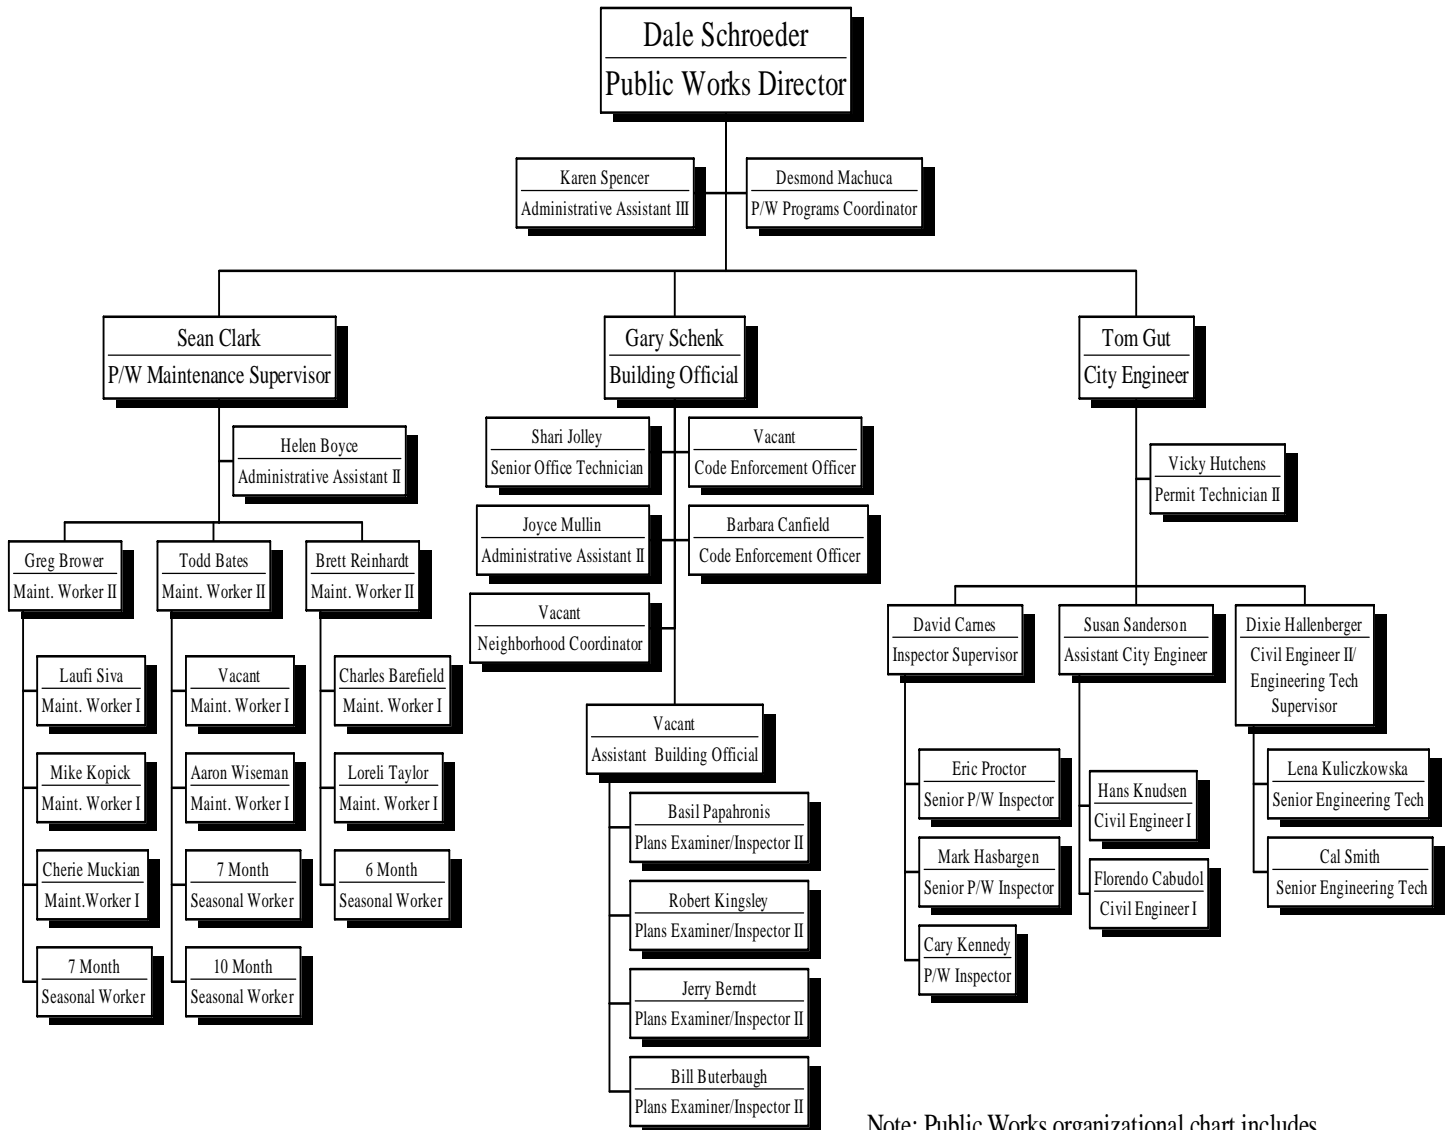 Dale Schroeder
Public Works Director
Karen Spencer
Administrative Assistant III
Desmond Machuca
P/W Programs Coordinator
Sean Clark
P/W Maintenance Supervisor
Helen Boyce
Administrative Assistant II
Greg Brower
Maint. Worker II
Laufi Siva
Maint. Worker I
Mike Kopick
Maint. Worker I
Cherie Muckian
Maint.Worker I
7 Month
Seasonal Worker
Todd Bates
Maint. Worker II
Vacant
Maint. Worker I
Aaron Wiseman
Maint. Worker I
7 Month
Seasonal Worker
10 Month
Seasonal Worker
Brett Reinhardt
Maint. Worker II
Charles Barefield
Maint. Worker I
Loreli Taylor
Maint. Worker I
6 Month
Seasonal Worker
Gary Schenk
Building Official
Shari Jolley
Senior Office Technician
Vacant
Code Enforcement Officer
Joyce Mullin
Administrative Assistant II
Barbara Canfield
Code Enforcement Officer
Vacant
Neighborhood Coordinator
Vacant
Assistant Building Official
Basil Papahronis
Plans Examiner/Inspector II
Robert Kingsley
Plans Examiner/Inspector II
Jerry Berndt
Plans Examiner/Inspector II
Bill Buterbaugh
Plans Examiner/Inspector II
Tom Gut
City Engineer
Vicky Hutchens
Permit Technician II
David Carnes
Inspector Supervisor
Eric Proctor
Senior P/W Inspector
Mark Hasbargen
Senior P/W Inspector
Cary Kennedy
P/W Inspector
Susan Sanderson
Assistant City Engineer
Hans Knudsen
Civil Engineer I
Florendo Cabudol
Civil Engineer I
Dixie Hallenberger
Civil Engineer II/
Engineering Tech
Supervisor
Lena Kuliczkowska
Senior Engineering Tech
Cal Smith
Senior Engineering Tech
Note: Public Works organizational chart includes